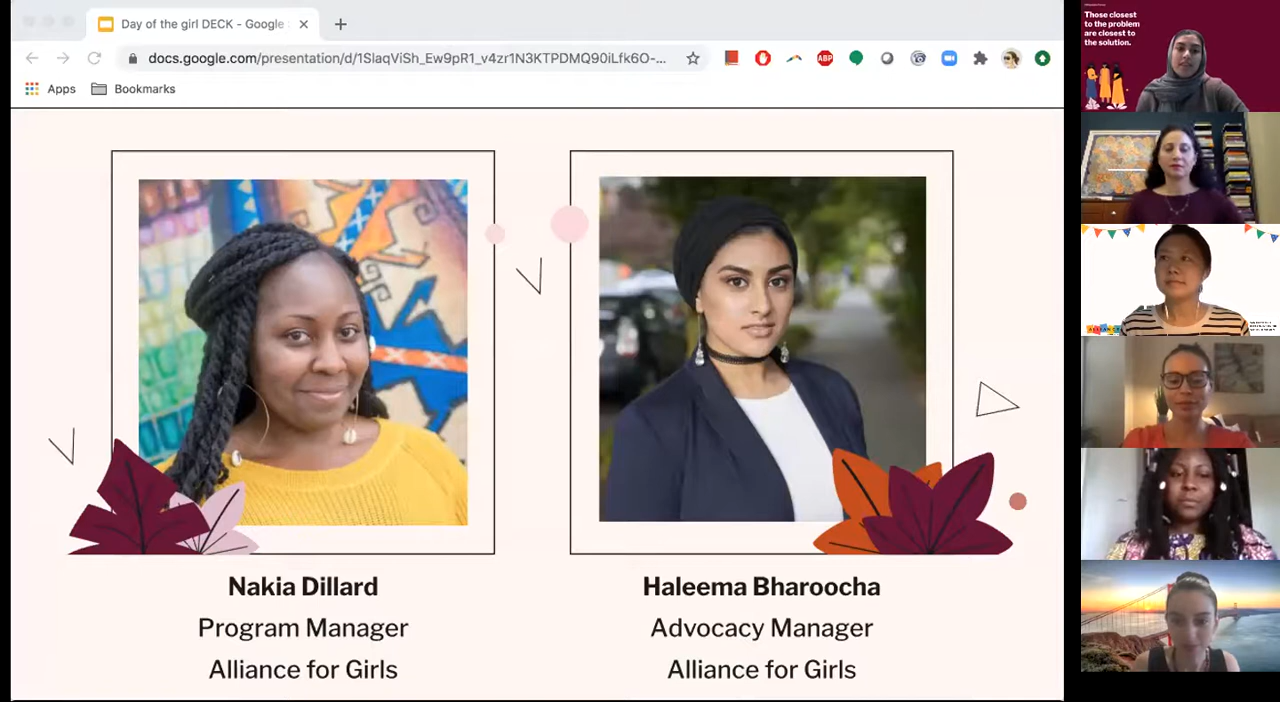 Day of the girl DECK - Google
docs.google.com/presentation/d/1SlaqViSh_Ew9pR1_v4zr1N3KTPDMQ90iLfk6O-...
ABP
Apps
Bookmarks
Nakia Dillard
Program Manager
Alliance for Girls
Haleema Bharoocha
Advocacy Manager
Alliance for Girls
Those closest
to the problem
are closest to
the solution.